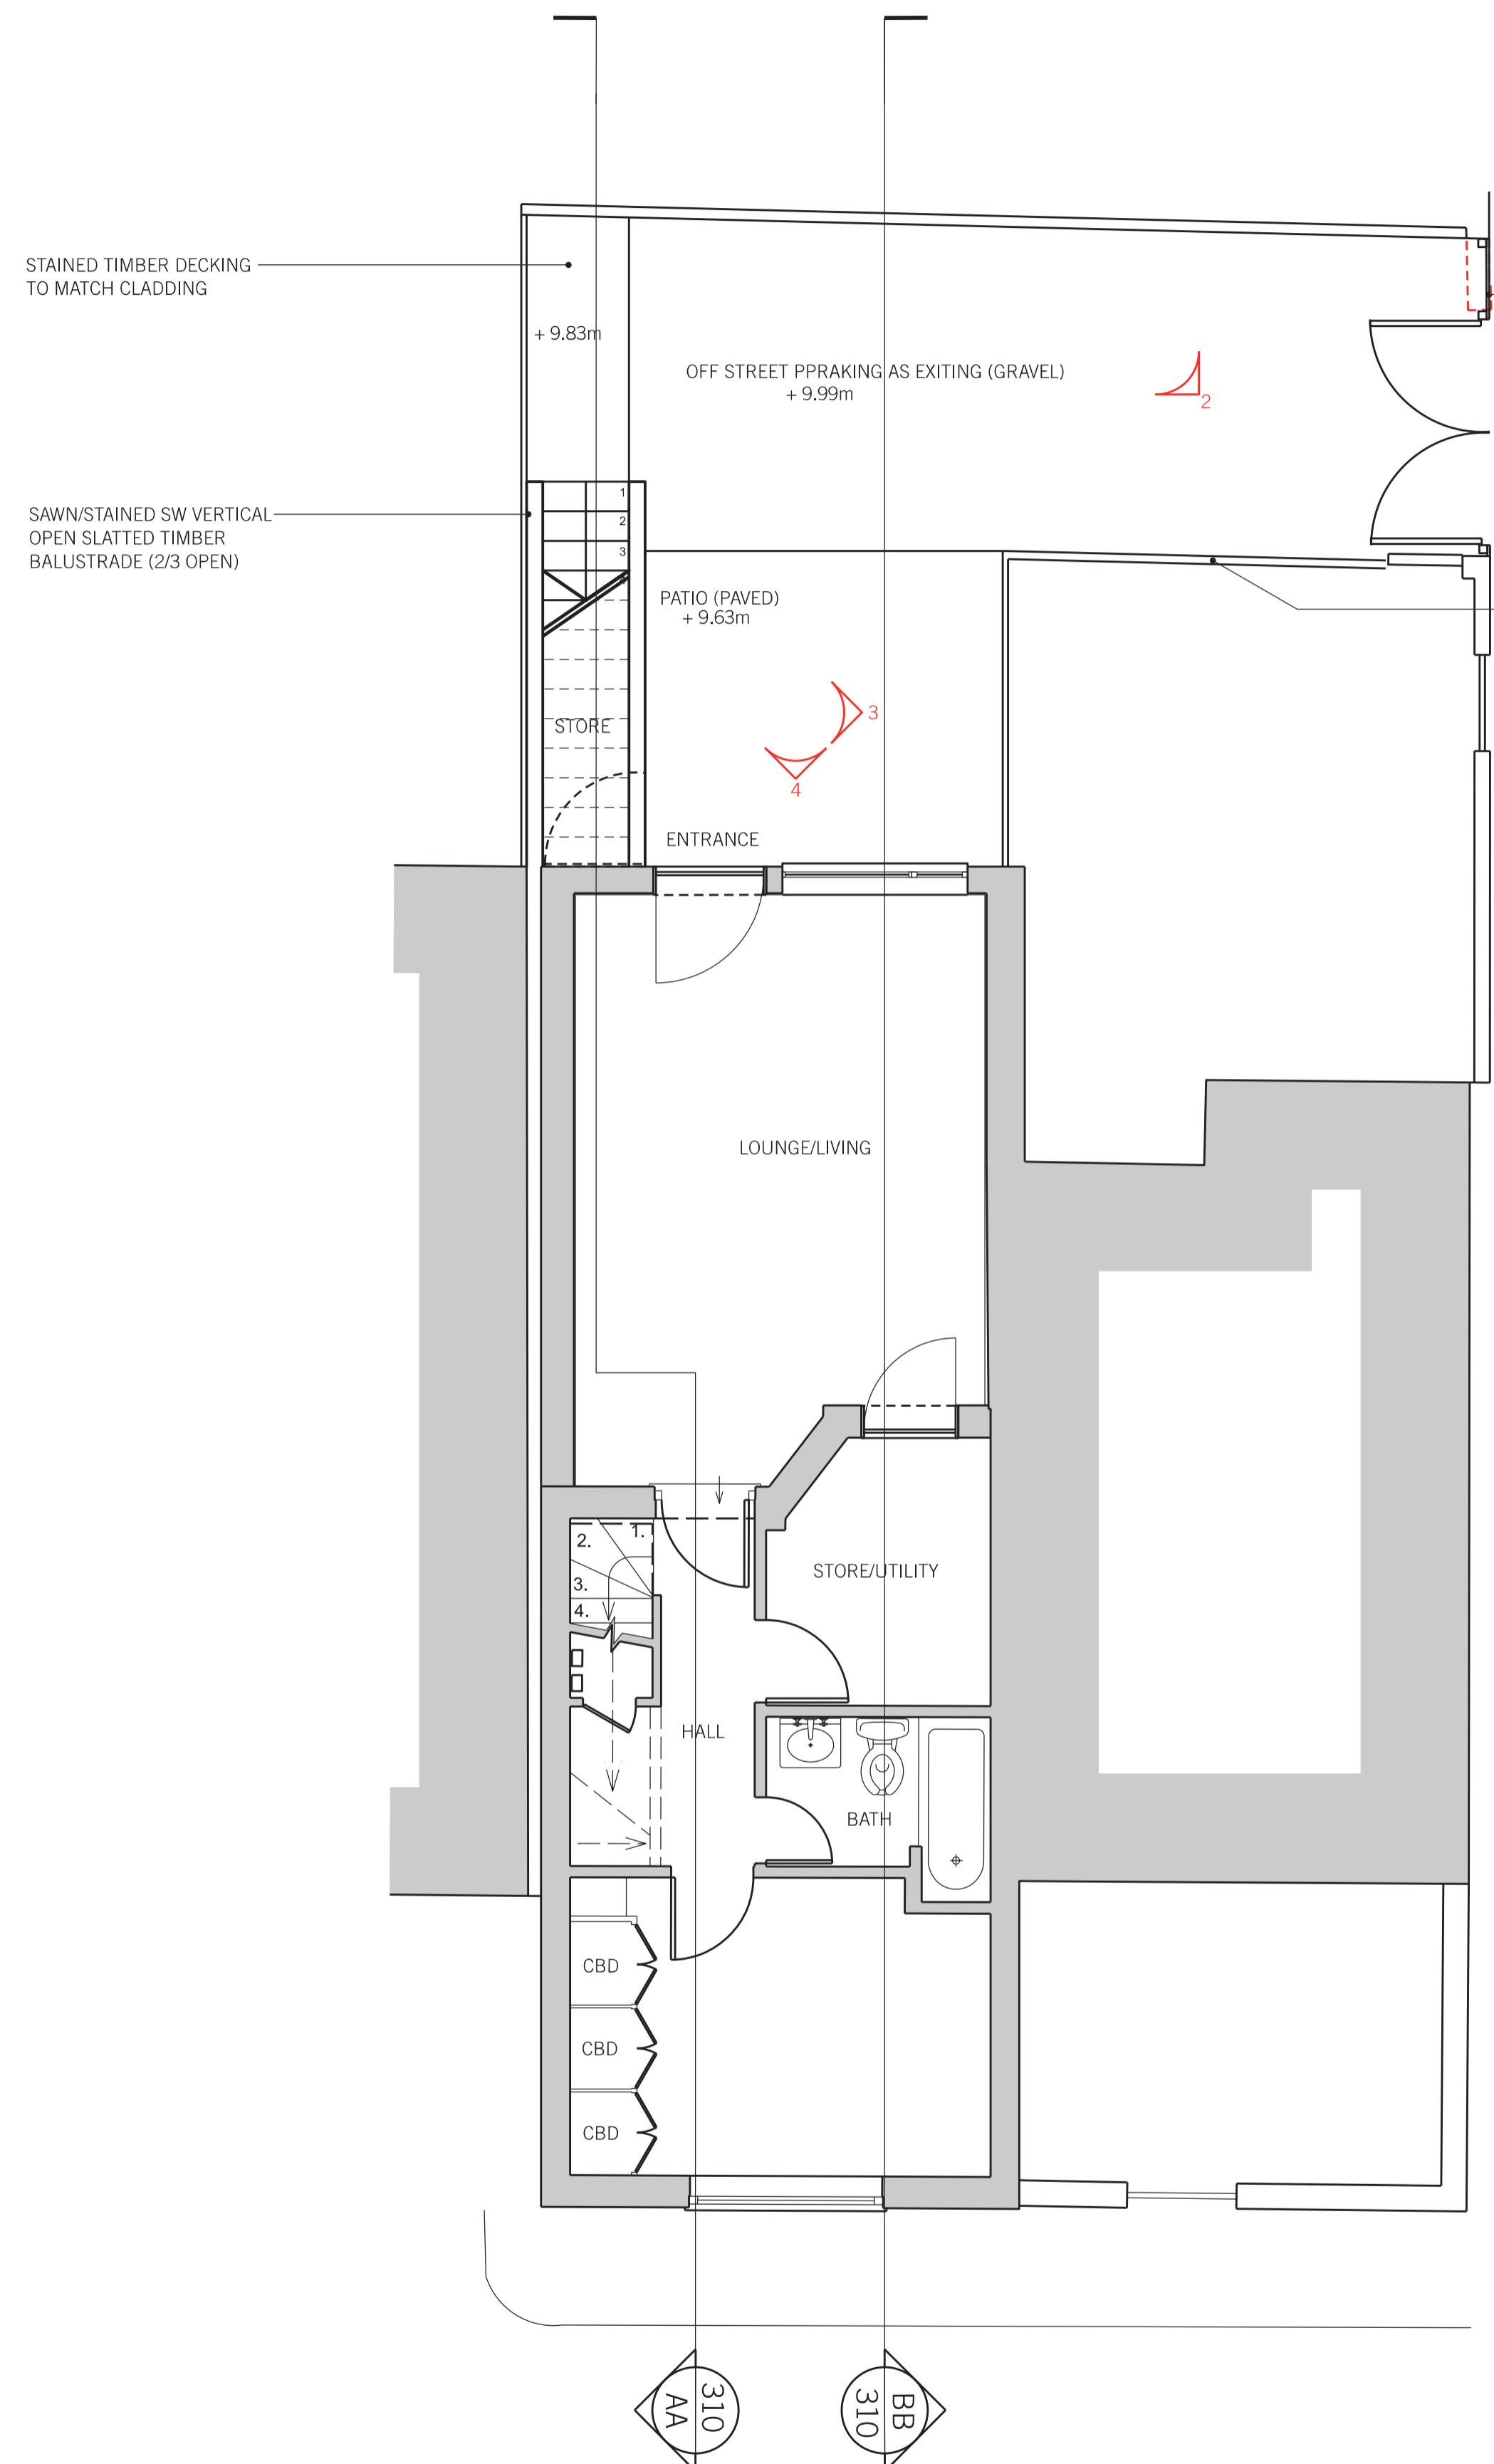 STAINED TIMBER DECKING
TO MATCH CLADDING
+ 9.83m
OFF STREET PPRAKING AS EXITING (GRAVEL)
+ 9.99m
2
SAWN/STAINED SW VERTICAL
OPEN SLATTED TIMBER
BALUSTRADE (2/3 OPEN)
1
2
3
PATIO (PAVED)
+ 9.63m
3
STORE
4
ENTRANCE
LOUNGE/LIVING
1.
2.
3.
4.
STORE/UTILITY
HALL
BATH
CBD
CBD
CBD
310
AA
BB
310